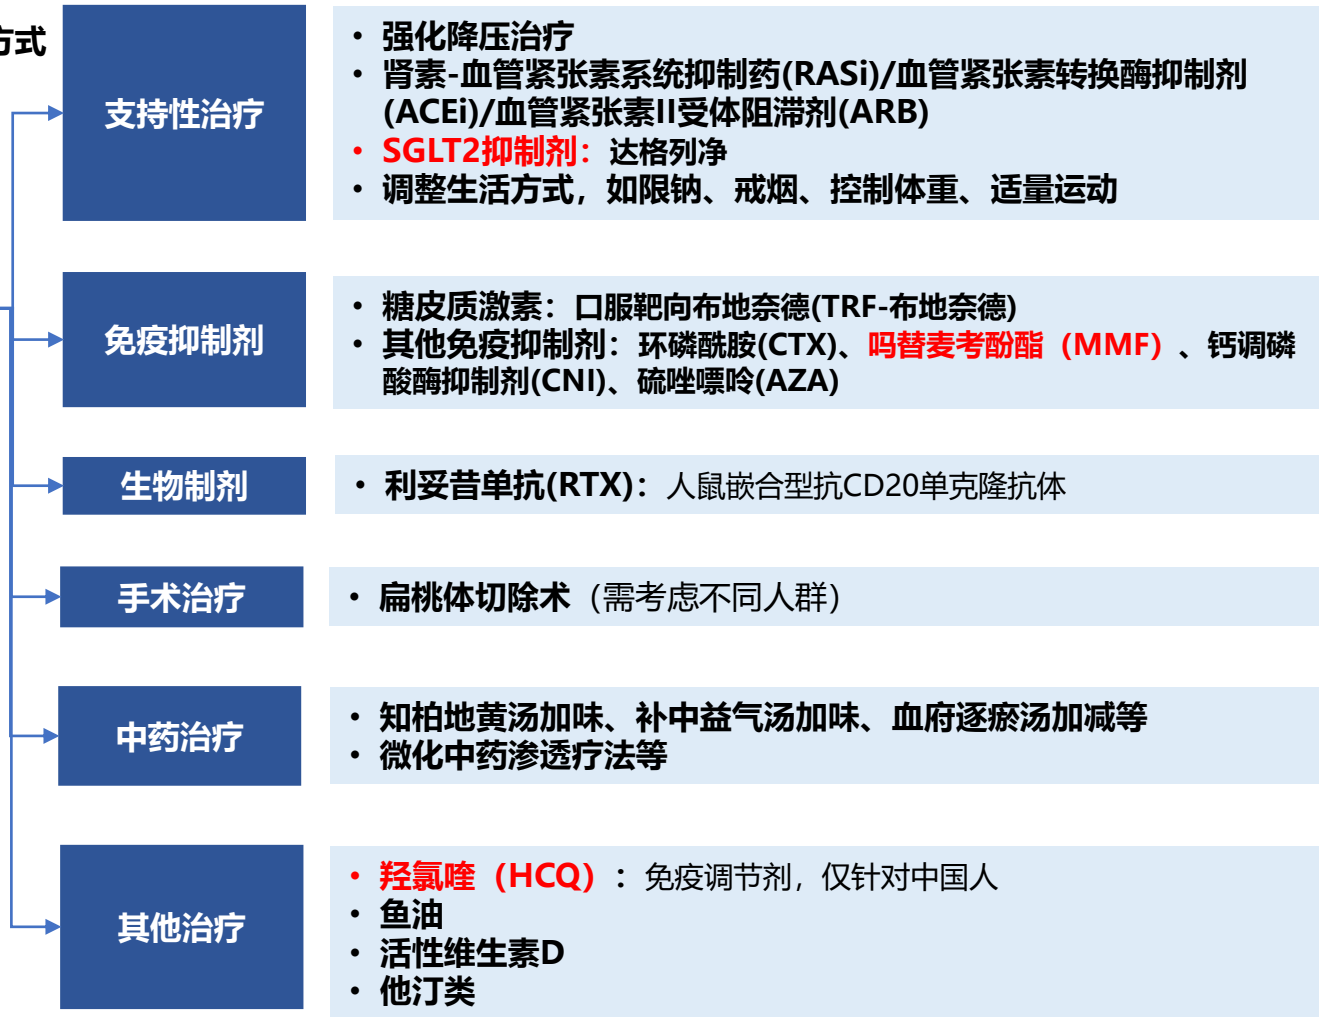 方式
支持性治疗
• 强化降压治疗
• 肾素-血管紧张素系统抑制药(RASi)/血管紧张素转换酶抑制剂
(ACEi)/血管紧张素II受体阻滞剂(ARB)
• SGLT2抑制剂：达格列净
• 调整生活方式，如限钠、戒烟、控制体重、适量运动
免疫抑制剂
• 糖皮质激素：口服靶向布地奈德(TRF-布地奈德)
• 其他免疫抑制剂：环磷酰胺(CTX)、吗替麦考酚酯（MMF）、钙调磷
酸酶抑制剂(CNI)、硫唑嘌呤(AZA)
生物制剂
• 利妥昔单抗(RTX)：人鼠嵌合型抗CD20单克隆抗体
手术治疗
• 扁桃体切除术（需考虑不同人群）
中药治疗
• 知柏地黄汤加味、补中益气汤加味、血府逐瘀汤加减等
• 微化中药渗透疗法等
其他治疗
• 羟氯喹（HCQ）：免疫调节剂，仅针对中国人
• 鱼油
• 活性维生素D
• 他汀类